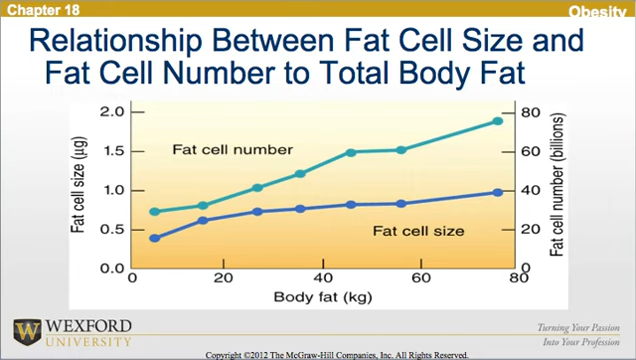 Chapter 18
Obesity
Relationship Between Fat Cell Size and
Fat Cell Number to Total Body Fat
2.0
1.5
1.0
0.5
0.0
Fat cell size (µg)
80
60
40
20
0
Fat cell number (billions)
Fat cell number
Fat cell size
0
20
40
60
80
Body fat (kg)
W
WEXFORD
UNIVERSITY
Turning Your Passion
Into Your Profession
Copyright ©2012 The McGraw-Hill Companies, Inc. All Rights Reserved.